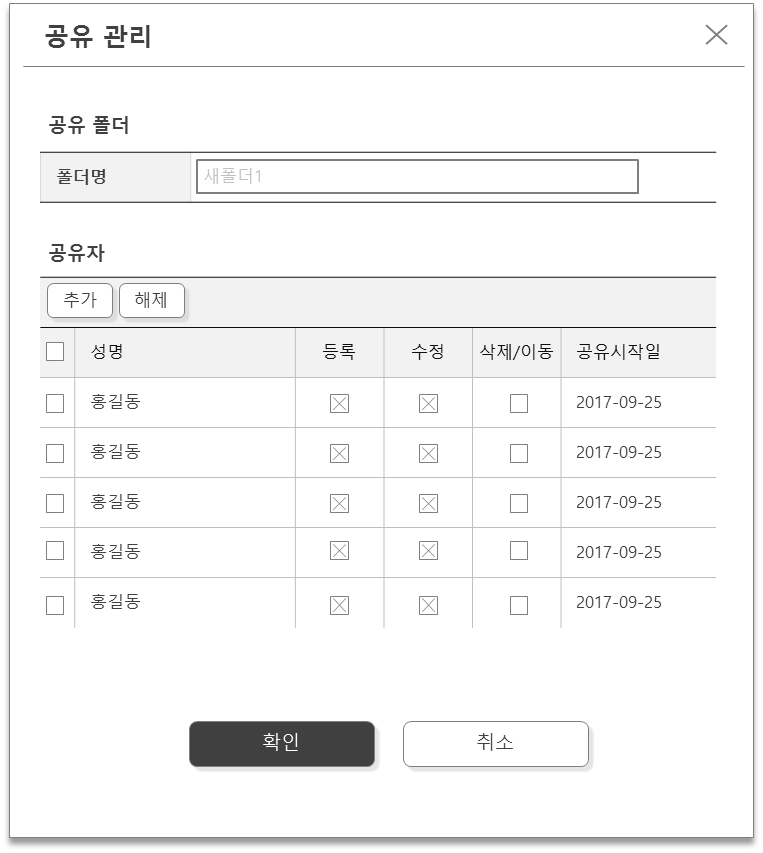 공유 관리
공유 폴더
폴더명 새폴더1
공유자
추가 해제
성명 등록 수정 삭제/이동 공유시작일
홍길동 2017-09-25
홍길동 2017-09-25
홍길동 2017-09-25
홍길동 2017-09-25
홍길동 2017-09-25
확인 취소